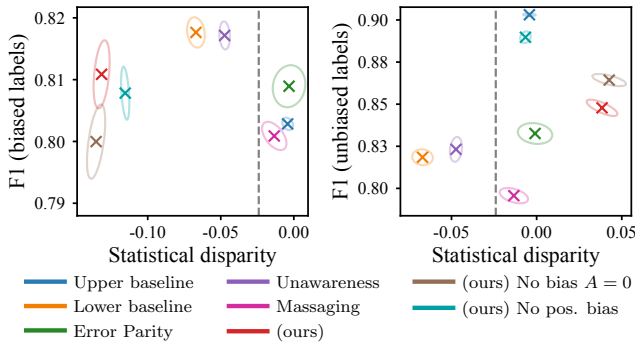 F1 (biased labels)
0.82
0.81
0.80
0.79
-0.10
-0.05
0.00
Statistical disparity
F1 (unbiased labels)
0.90
0.88
0.85
0.83
0.80
-0.05
0.00
0.05
Statistical disparity
Upper baseline
Lower baseline
Error Parity
Unawareness
Massaging
(ours)
(ours) No bias A = 0
(ours) No pos. bias